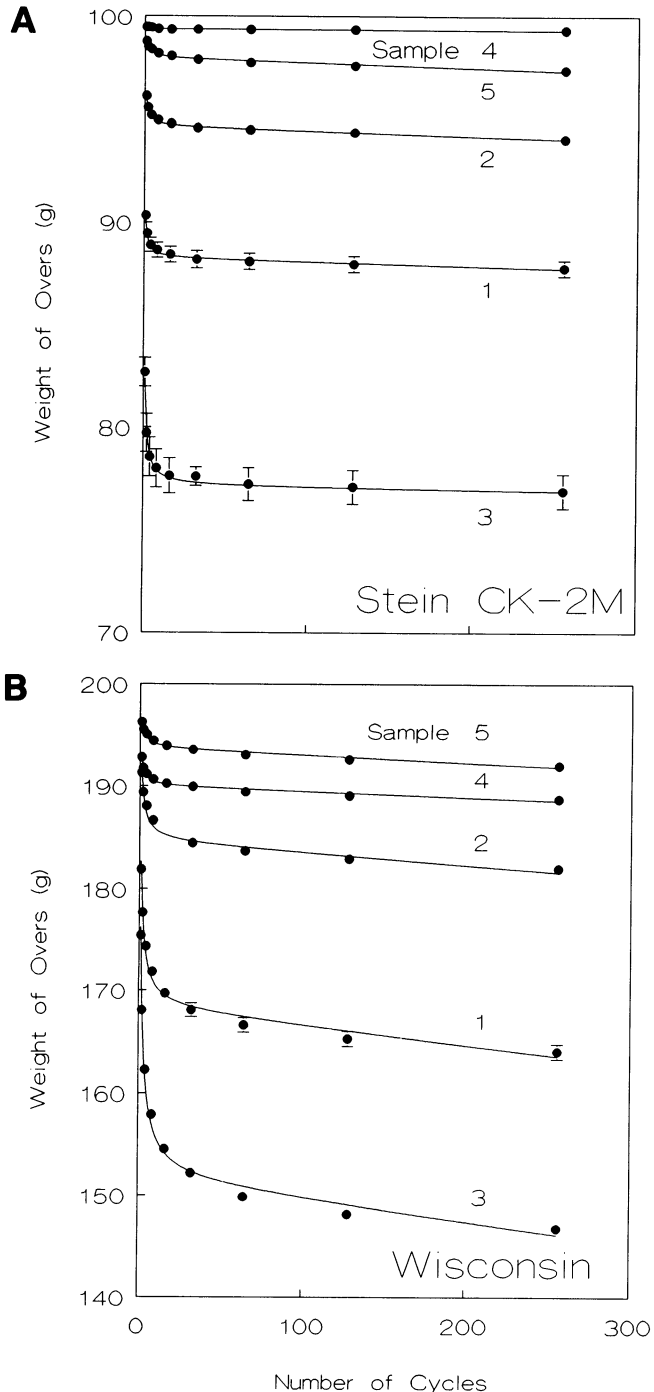 A
100
Sample 4
5
2
90
1
80
3
Stein CK-2M
70
Weight of Overs (g)
B
200
Sample 5
190
4
2
180
170
1
160
150
3
Wisconsin
140
Weight of Overs (g)
0 100 200 300
Number of Cycles